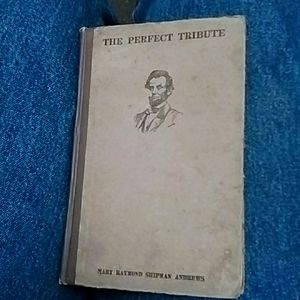 THE PERFECT TRIBUTE
MARY RAYMOND SHIPMAN ANDREWS